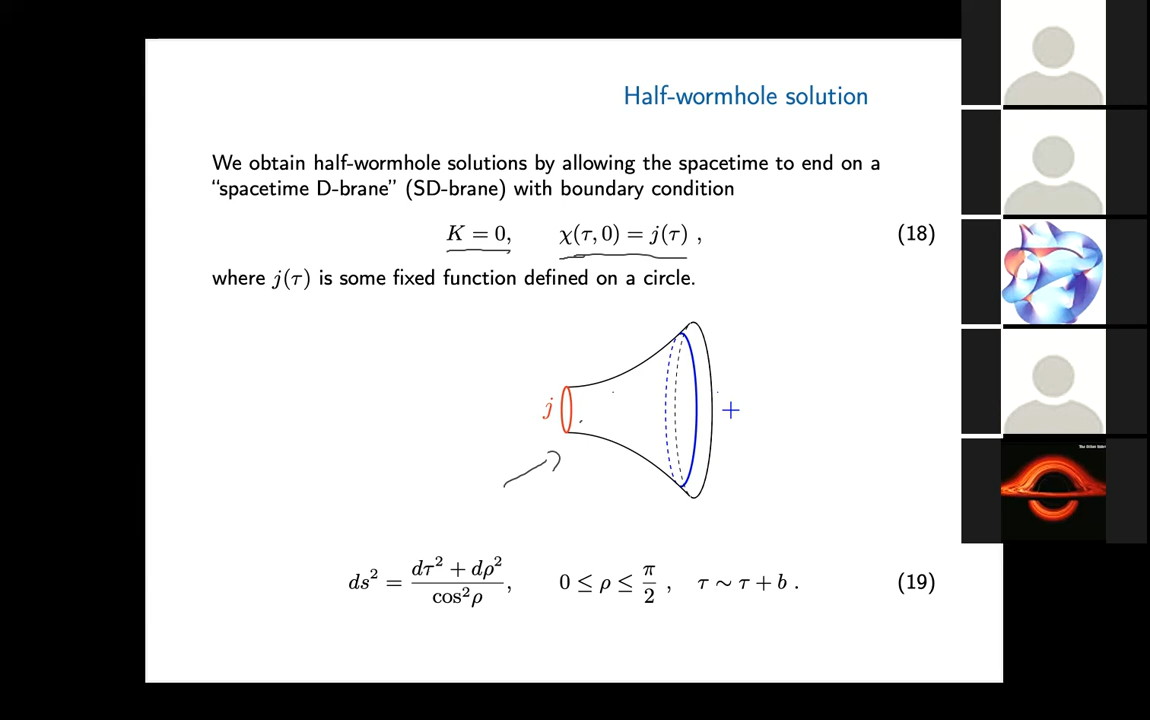 Half-wormhole solution
We obtain half-wormhole solutions by allowing the spacetime to end on a
“spacetime D-brane” (SD-brane) with boundary condition
K = 0, χ(τ, 0) = j(τ) , (18)
where j(τ) is some fixed function defined on a circle.
j +
ds² = (dτ² + dρ²)/cos²ρ , 0 ≤ ρ ≤ π/2 , τ ∼ τ + b . (19)